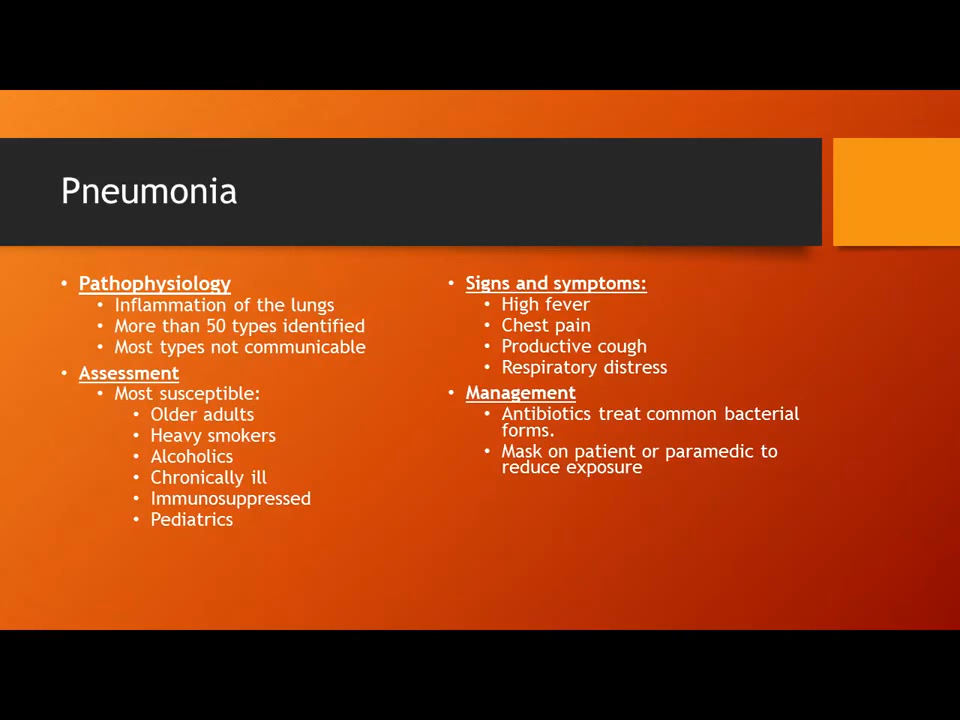 Pneumonia
• Pathophysiology
• Inflammation of the lungs
• More than 50 types identified
• Most types not communicable
• Assessment
• Most susceptible:
• Older adults
• Heavy smokers
• Alcoholics
• Chronically ill
• Immunosuppressed
• Pediatrics
• Signs and symptoms:
• High fever
• Chest pain
• Productive cough
• Respiratory distress
• Management
• Antibiotics treat common bacterial
forms.
• Mask on patient or paramedic to
reduce exposure